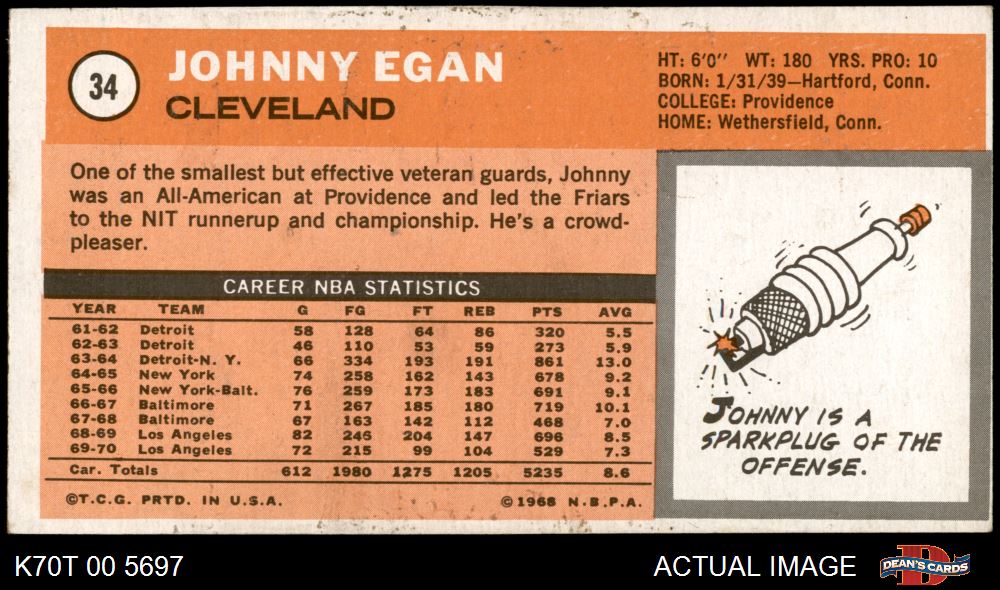 34
JOHNNY EGAN
CLEVELAND
HT: 6'0" WT: 180 YRS. PRO: 10
BORN: 1/31/39—Hartford, Conn.
COLLEGE: Providence
HOME: Wethersfield, Conn.
One of the smallest but effective veteran guards, Johnny
was an All-American at Providence and led the Friars
to the NIT runnerup and championship. He's a crowd-
pleaser.
CAREER NBA STATISTICS
YEAR TEAM G FG FT REB PTS AVG
61-62 Detroit 58 128 64 86 320 5.5
62-63 Detroit 46 110 53 59 273 5.9
63-64 Detroit-N. Y. 66 334 193 191 861 13.0
64-65 New York 74 258 162 143 678 9.2
65-66 New York-Balt. 76 259 173 183 691 9.1
66-67 Baltimore 71 267 185 180 719 10.1
67-68 Baltimore 67 163 142 112 468 7.0
68-69 Los Angeles 82 246 204 147 696 8.5
69-70 Los Angeles 72 215 99 104 529 7.3
Car. Totals 612 1980 1275 1205 5235 8.6
©T.C.G. PRTD. IN U.S.A. ©1968 N.B.P.A.
JOHNNY IS A
SPARKPLUG OF THE
OFFENSE.
K70T 00 5697
ACTUAL IMAGE
D
DEAN'S CARDS